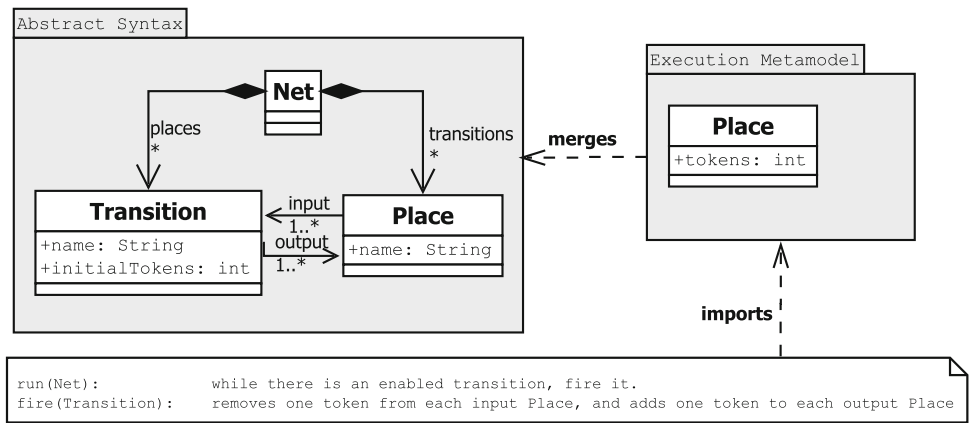 Abstract Syntax
Net
places
*
transitions
*
Transition
+name: String
+initialTokens: int
input
1..*
output
1..*
Place
+name: String
merges
Execution Metamodel
Place
+tokens: int
imports
run(Net): while there is an enabled transition, fire it.
fire(Transition): removes one token from each input Place, and adds one token to each output Place